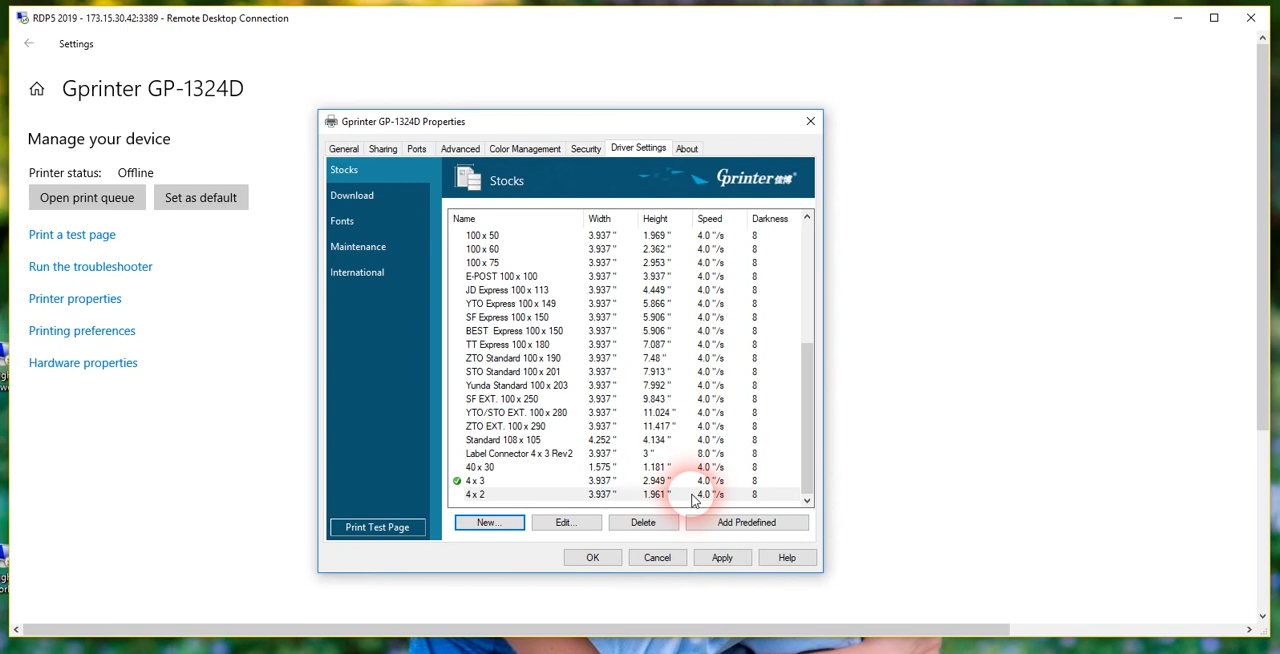 RDP5 2019 - 173.15.30.42:3389 - Remote Desktop Connection
Settings
Gprinter GP-1324D
Manage your device
Printer status: Offline
Open print queue Set as default
Print a test page
Run the troubleshooter
Printer properties
Printing preferences
Hardware properties
Gprinter GP-1324D Properties
General Sharing Ports Advanced Color Management Security Driver Settings About
Stocks
Download
Fonts
Maintenance
International
Print Test Page
Stocks
Gprinter 佳博®
Name Width Height Speed Darkness
100 x 50 3.937 " 1.969 " 4.0 "/s 8
100 x 60 3.937 " 2.362 " 4.0 "/s 8
100 x 75 3.937 " 2.953 " 4.0 "/s 8
E-POST 100 x 100 3.937 " 3.937 " 4.0 "/s 8
JD Express 100 x 113 3.937 " 4.449 " 4.0 "/s 8
YTO Express 100 x 149 3.937 " 5.866 " 4.0 "/s 8
SF Express 100 x 150 3.937 " 5.906 " 4.0 "/s 8
BEST Express 100 x 150 3.937 " 5.906 " 4.0 "/s 8
TT Express 100 x 180 3.937 " 7.087 " 4.0 "/s 8
ZTO Standard 100 x 190 3.937 " 7.48 " 4.0 "/s 8
STO Standard 100 x 201 3.937 " 7.913 " 4.0 "/s 8
Yunda Standard 100 x 203 3.937 " 7.992 " 4.0 "/s 8
SF EXT. 100 x 250 3.937 " 9.843 " 4.0 "/s 8
YTO/STO EXT. 100 x 280 3.937 " 11.024 " 4.0 "/s 8
ZTO EXT. 100 x 290 3.937 " 11.417 " 4.0 "/s 8
Standard 108 x 105 4.252 " 4.134 " 4.0 "/s 8
Label Connector 4 x 3 Rev2 3.937 " 3 " 8.0 "/s 8
40 x 30 1.575 " 1.181 " 4.0 "/s 8
4 x 3 3.937 " 2.949 " 4.0 "/s 8
4 x 2 3.937 " 1.961 " 4.0 "/s 8
New... Edit... Delete Add Predefined
OK Cancel Apply Help